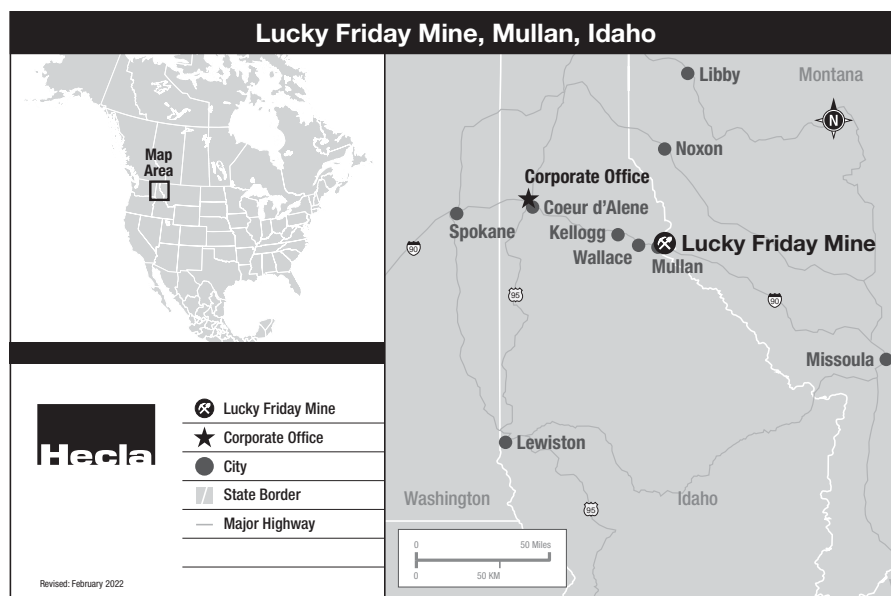 Lucky Friday Mine, Mullan, Idaho
Map
Area
Libby
Montana
N
Noxon
Corporate Office
Coeur d'Alene
Spokane
Kellogg
Lucky Friday Mine
Wallace
Mullan
90
95
90
Missoula
Lewiston
Washington
Idaho
95
0 50 Miles
0 50 KM
Hecla
Lucky Friday Mine
Corporate Office
City
State Border
Major Highway
Revised: February 2022